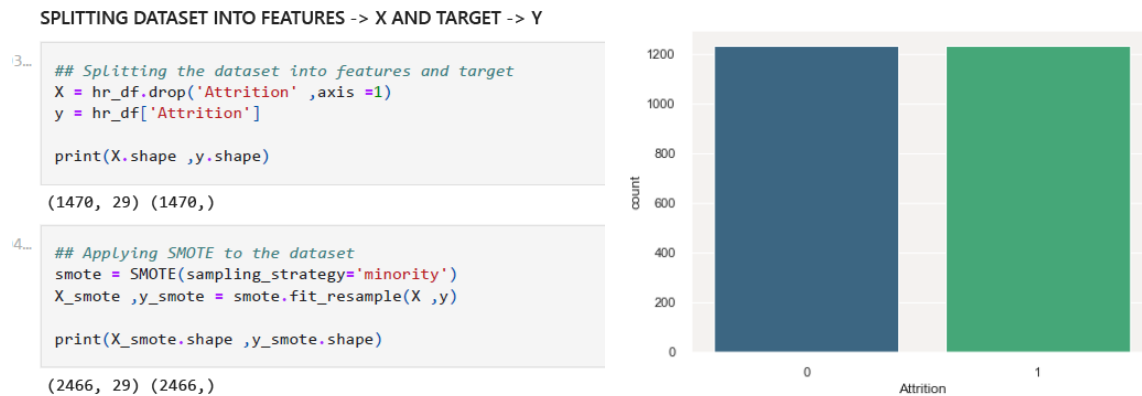 SPLITTING DATASET INTO FEATURES -> X AND TARGET -> Y
3...
## Splitting the dataset into features and target
X = hr_df.drop('Attrition' ,axis =1)
y = hr_df['Attrition']
print(X.shape ,y.shape)
(1470, 29) (1470,)
4...
## Applying SMOTE to the dataset
smote = SMOTE(sampling_strategy='minority')
X_smote ,y_smote = smote.fit_resample(X ,y)
print(X_smote.shape ,y_smote.shape)
(2466, 29) (2466,)
1200
1000
800
600
400
200
0
count
0 1
Attrition